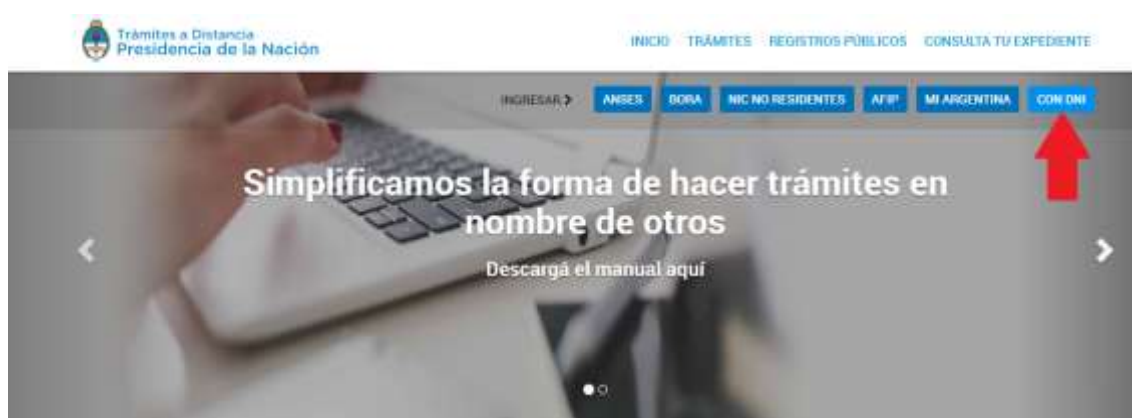 Trámites a Distancia
Presidencia de la Nación
INICIO TRÁMITES REGISTROS PÚBLICOS CONSULTA TU EXPEDIENTE
INGRESAR ANSES BORA NIC NO RESIDENTES AFIP MI ARGENTINA CON DNI
Simplificamos la forma de hacer trámites en
nombre de otros
Descargá el manual aquí